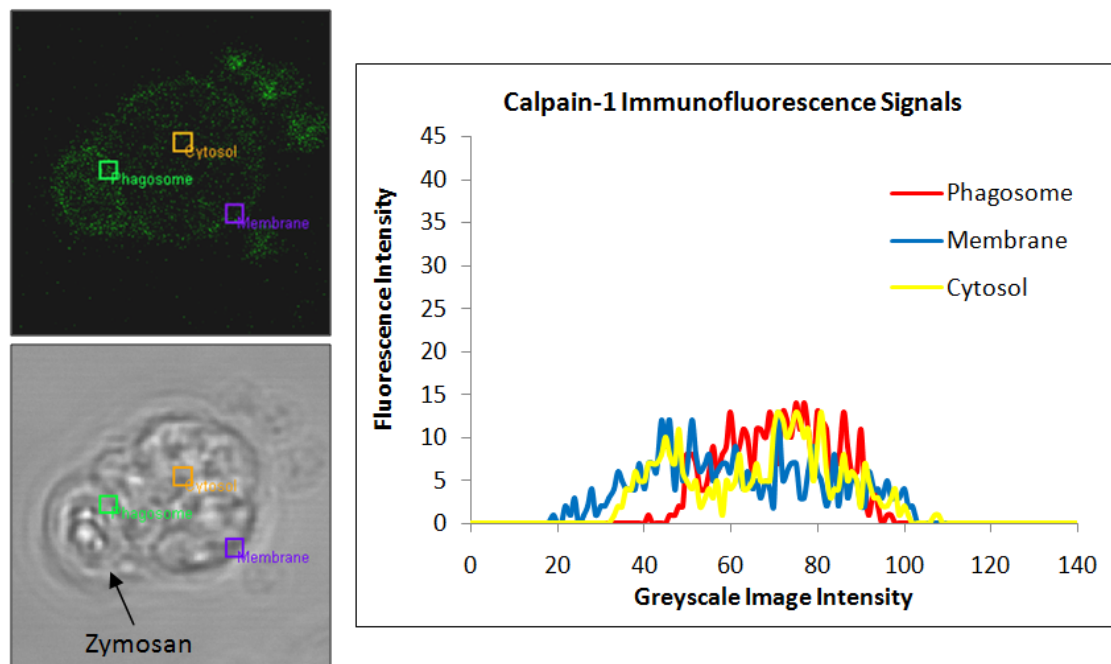 Cytosol
Phagosome
Membrane
Cytosol
Phagosome
Membrane
Zymosan
Calpain-1 Immunofluorescence Signals
Fluorescence Intensity
45
40
35
30
25
20
15
10
5
0
Phagosome
Membrane
Cytosol
0 20 40 60 80 100 120 140
Greyscale Image Intensity